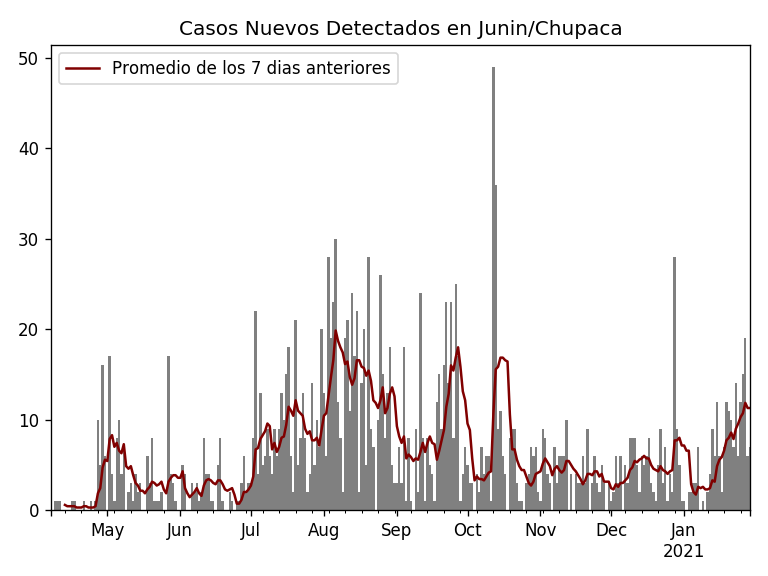 Casos Nuevos Detectados en Junin/Chupaca
Promedio de los 7 dias anteriores
50
40
30
20
10
0
May Jun Jul Aug Sep Oct Nov Dec Jan
2021